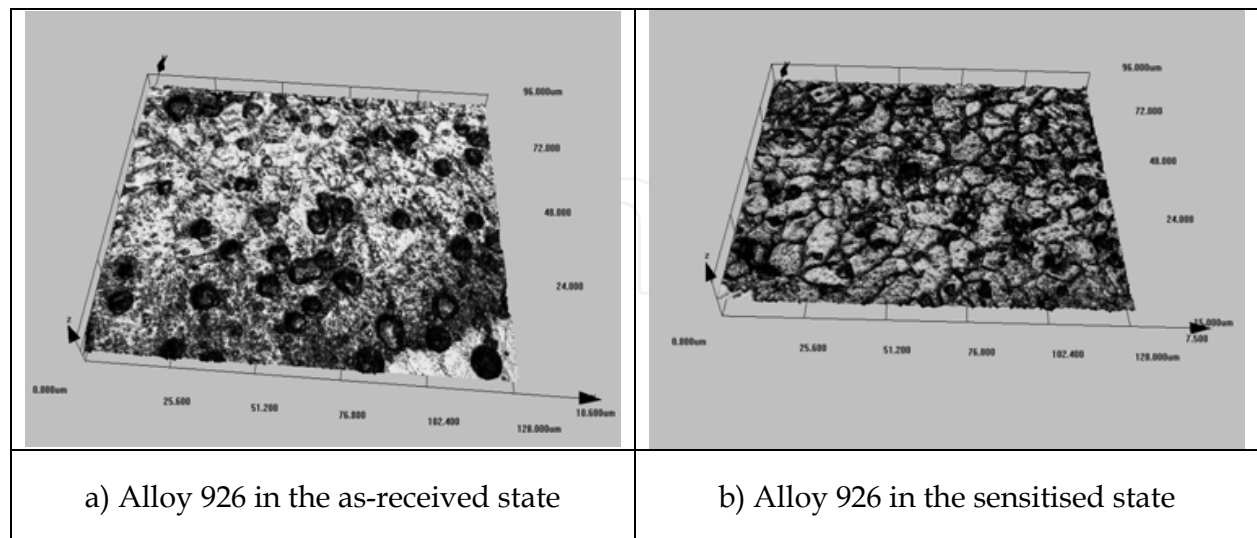 96.000um
72.000
48.000
24.000
0.000um
25.600
51.200
76.800
102.400
128.000um
10.600um
96.000um
72.000
48.000
24.000
0.000um
25.600
51.200
76.800
102.400
128.000um
15.000um
7.500
a) Alloy 926 in the as-received state
b) Alloy 926 in the sensitised state